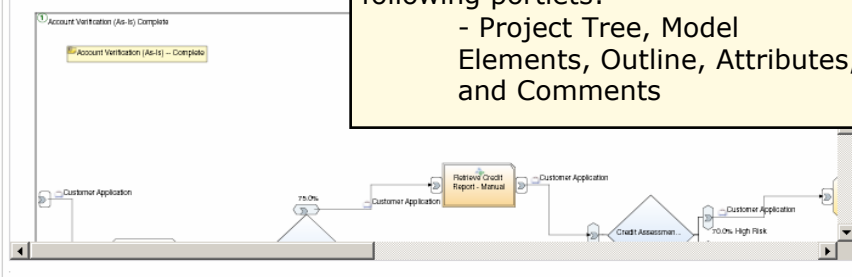 following portlets:
- Project Tree, Model
Elements, Outline, Attributes,
and Comments
1 Account Verification (As-Is) Complete
Account Verification (As-Is) -- Complete
Customer Application
75.0%
Customer Application
Retrieve Credit
Report - Manual
Customer Application
Credit Assessmen...
Customer Application
70.0% High Risk